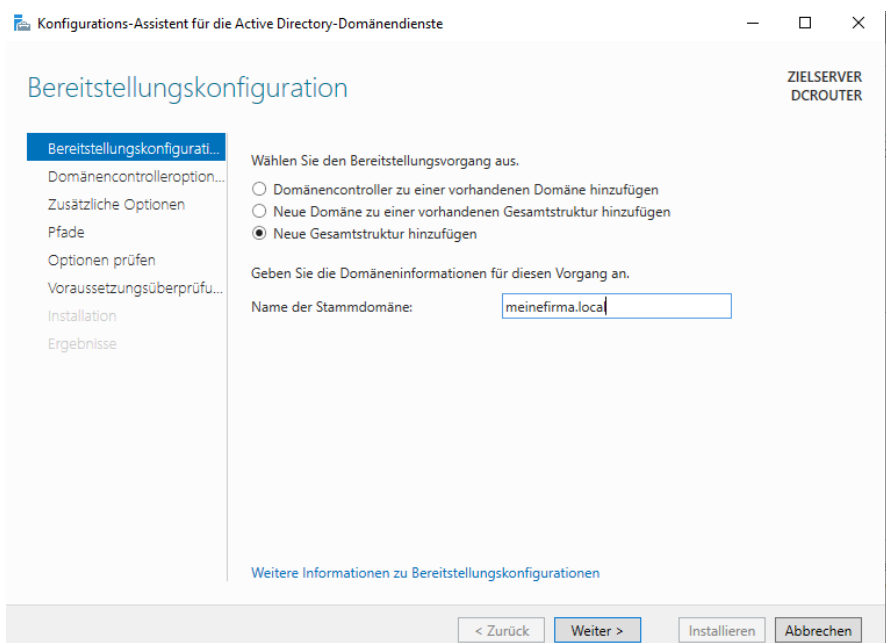 Konfigurations-Assistent für die Active Directory-Domänendienste
Bereitstellungskonfiguration
ZIELSERVER
DCROUTER
Bereitstellungskonfigurati...
Domänencontrolleroption...
Zusätzliche Optionen
Pfade
Optionen prüfen
Voraussetzungsüberprüfu...
Installation
Ergebnisse
Wählen Sie den Bereitstellungsvorgang aus.
Domänencontroller zu einer vorhandenen Domäne hinzufügen
Neue Domäne zu einer vorhandenen Gesamtstruktur hinzufügen
Neue Gesamtstruktur hinzufügen
Geben Sie die Domäneninformationen für diesen Vorgang an.
Name der Stammdomäne: meinefirma.local
Weitere Informationen zu Bereitstellungskonfigurationen
< Zurück Weiter > Installieren Abbrechen